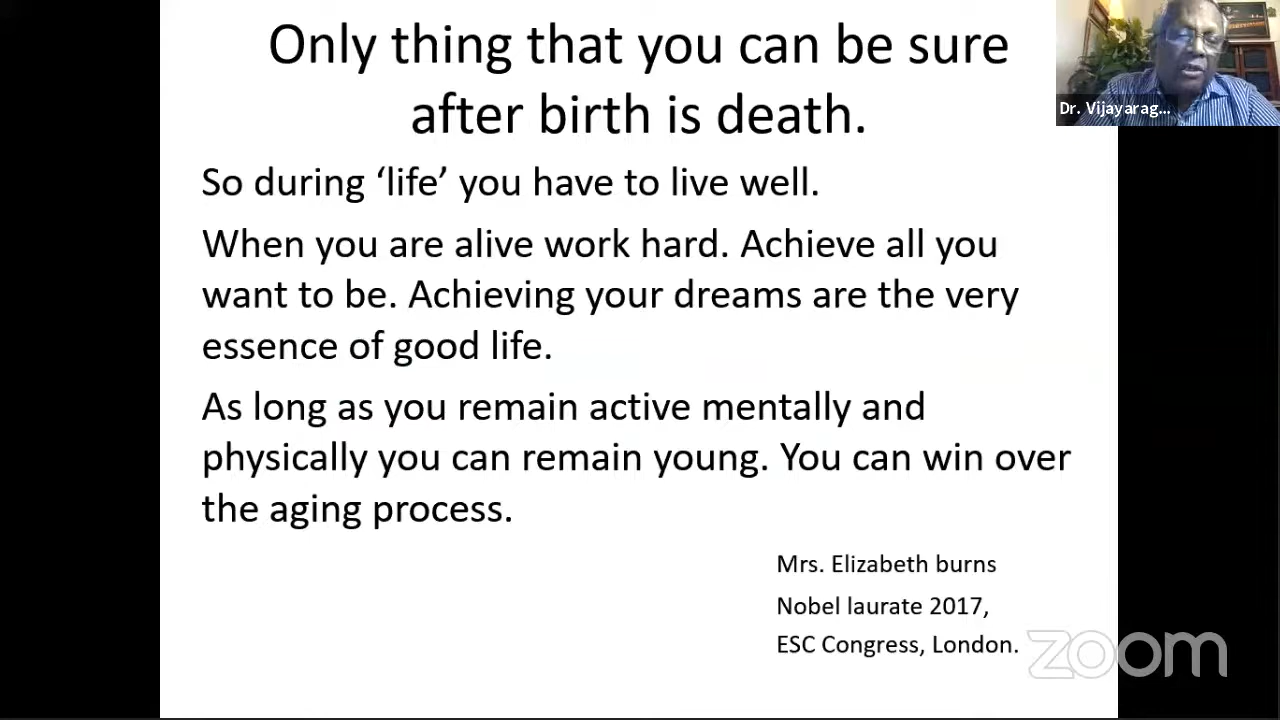 Only thing that you can be sure
after birth is death.
Dr. Vijayarag...
So during ‘life’ you have to live well.
When you are alive work hard. Achieve all you
want to be. Achieving your dreams are the very
essence of good life.
As long as you remain active mentally and
physically you can remain young. You can win over
the aging process.
Mrs. Elizabeth burns
Nobel laurate 2017,
ESC Congress, London.
zoom